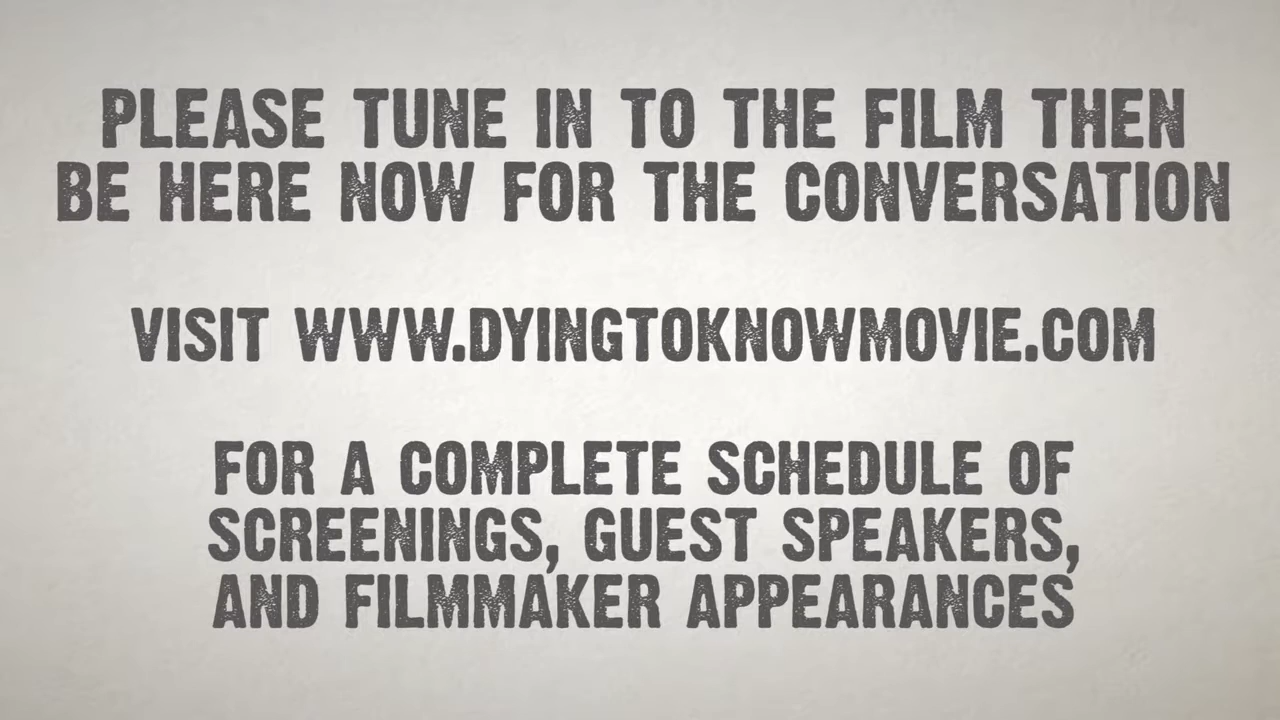 PLEASE TUNE IN TO THE FILM THEN
BE HERE NOW FOR THE CONVERSATION
VISIT WWW.DYINGTOKNOWMOVIE.COM
FOR A COMPLETE SCHEDULE OF
SCREENINGS, GUEST SPEAKERS,
AND FILMMAKER APPEARANCES